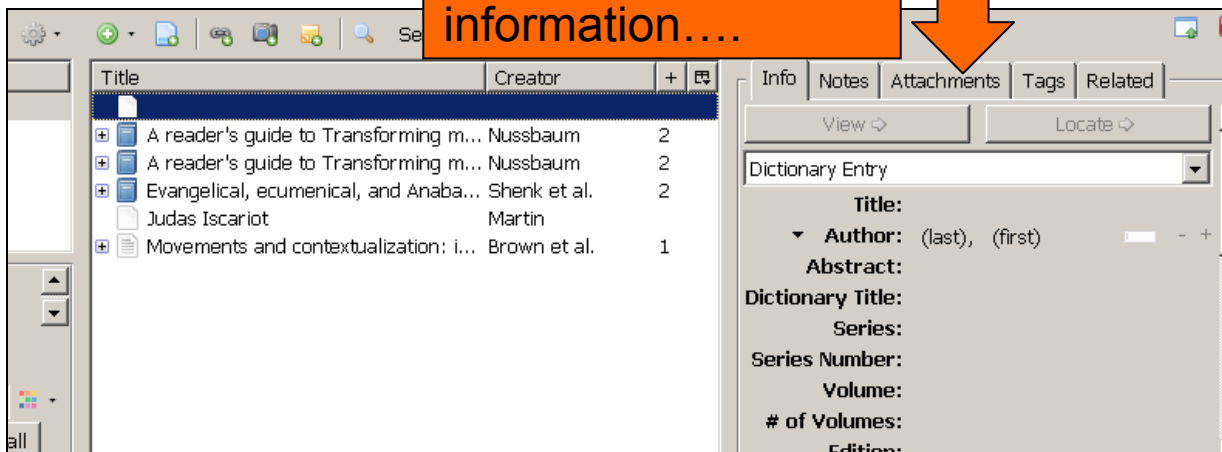 information….
Se
Title Creator +
A reader's guide to Transforming m... Nussbaum 2
A reader's guide to Transforming m... Nussbaum 2
Evangelical, ecumenical, and Anaba... Shenk et al. 2
Judas Iscariot Martin
Movements and contextualization: i... Brown et al. 1
all
Info Notes Attachments Tags Related
View Locate
Dictionary Entry
Title:
Author: (last), (first) - +
Abstract:
Dictionary Title:
Series:
Series Number:
Volume:
# of Volumes:
Edition: